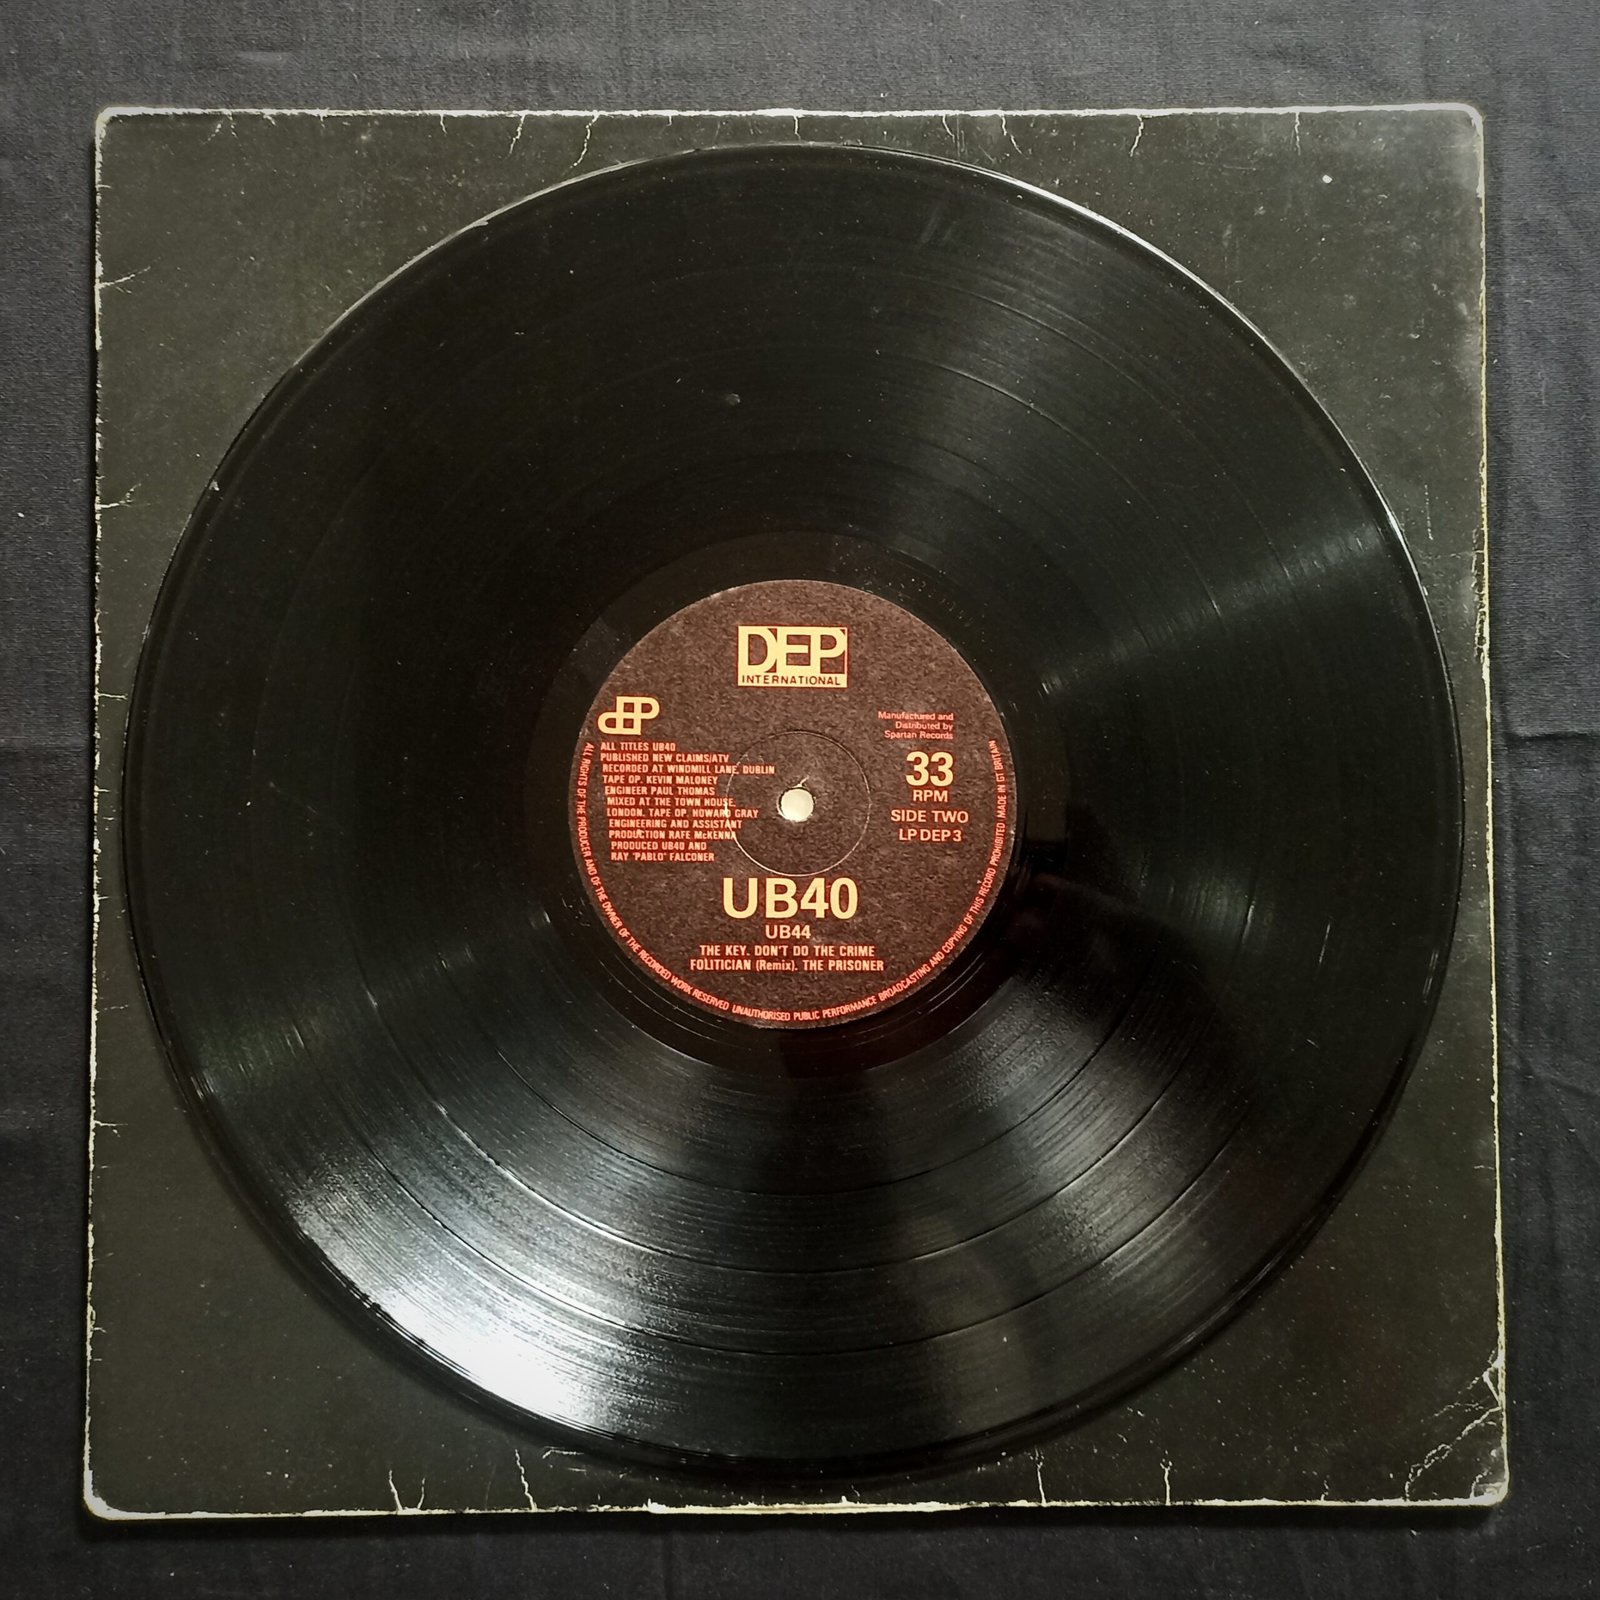 DEP
INTERNATIONAL
dEP
Manufactured and
Distributed by
Spartan Records
ALL TITLES UB40
PUBLISHED NEW CLAIMS/ATV
RECORDED AT WINDMILL LANE, DUBLIN
TAPE OP. KEVIN MALONEY
ENGINEER PAUL THOMAS
MIXED AT THE TOWN HOUSE,
LONDON. TAPE OP. HOWARD GRAY
ENGINEERING AND ASSISTANT
PRODUCTION RAFE McKENNA
PRODUCED UB40 AND
RAY 'PABLO' FALCONER
33
RPM
SIDE TWO
LP DEP 3
UB40
UB44
THE KEY. DON'T DO THE CRIME
FOLITICIAN (Remix). THE PRISONER
ALL RIGHTS OF THE PRODUCER AND OF THE OWNER OF THE RECORDED WORK RESERVED UNAUTHORISED PUBLIC PERFORMANCE BROADCASTING AND COPYING OF THIS RECORD PROHIBITED MADE IN GT BRITAIN